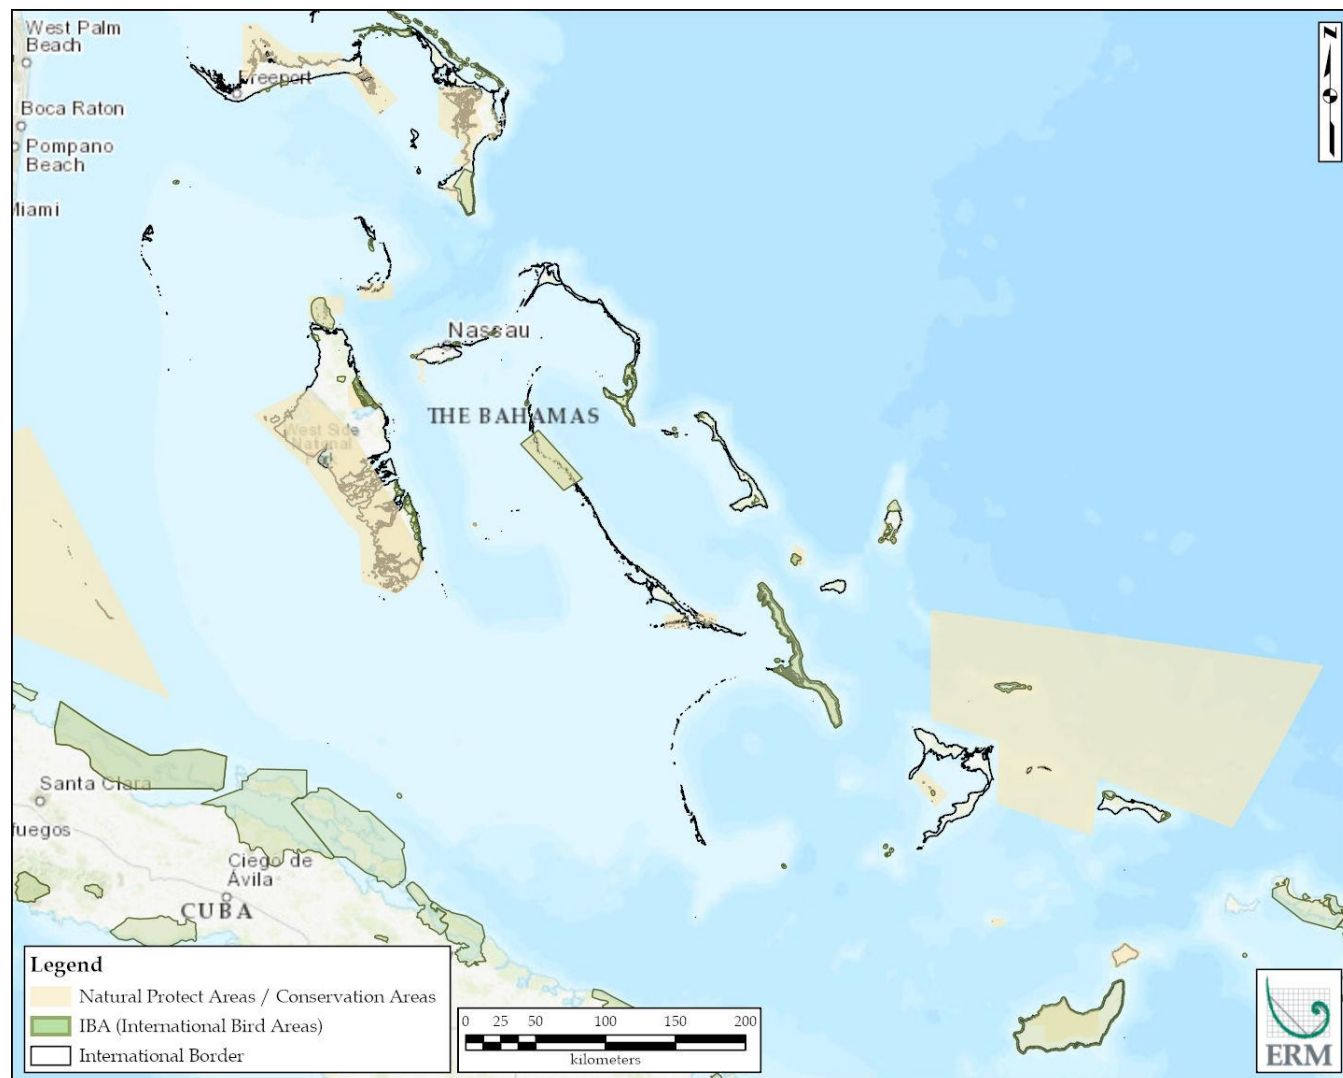 West Palm
Beach
Freeport
Boca Raton
Pompano
Beach
Miami
N
Nassau
THE BAHAMAS
West Side
National
Santa Clara
fuegos
Ciego de
Ávila
CUBA
Legend
Natural Protect Areas / Conservation Areas
IBA (International Bird Areas)
International Border
0 25 50 100 150 200
kilometers
ERM